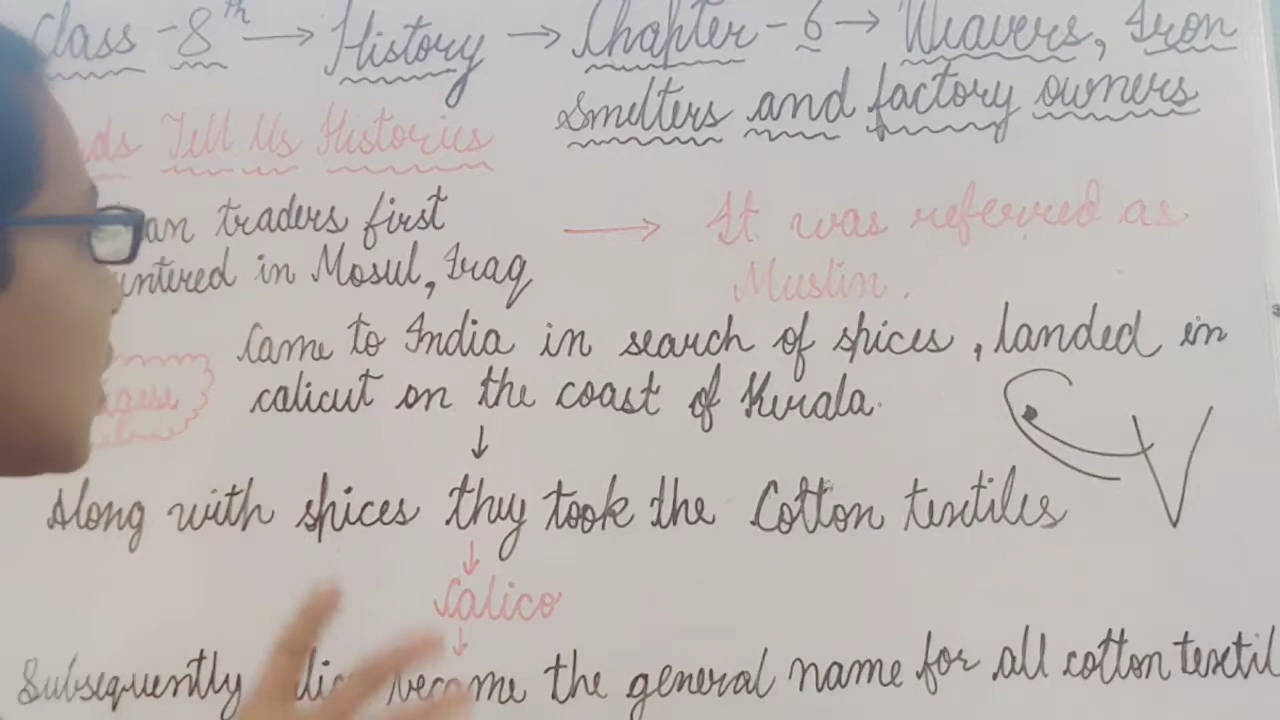 Class - 8th → History → Chapter - 6 → Weavers, Iron
Smelters and factory owners
Tell Us Histories
traders first
in Mosul, Iraq
→ It was referred as
Muslin.
Came to India in search of spices, landed in
calicut on the coast of Kerala.
↓
Along with spices they took the Cotton textiles
↓
Calico
↓
Subsequently become the general name for all cotton